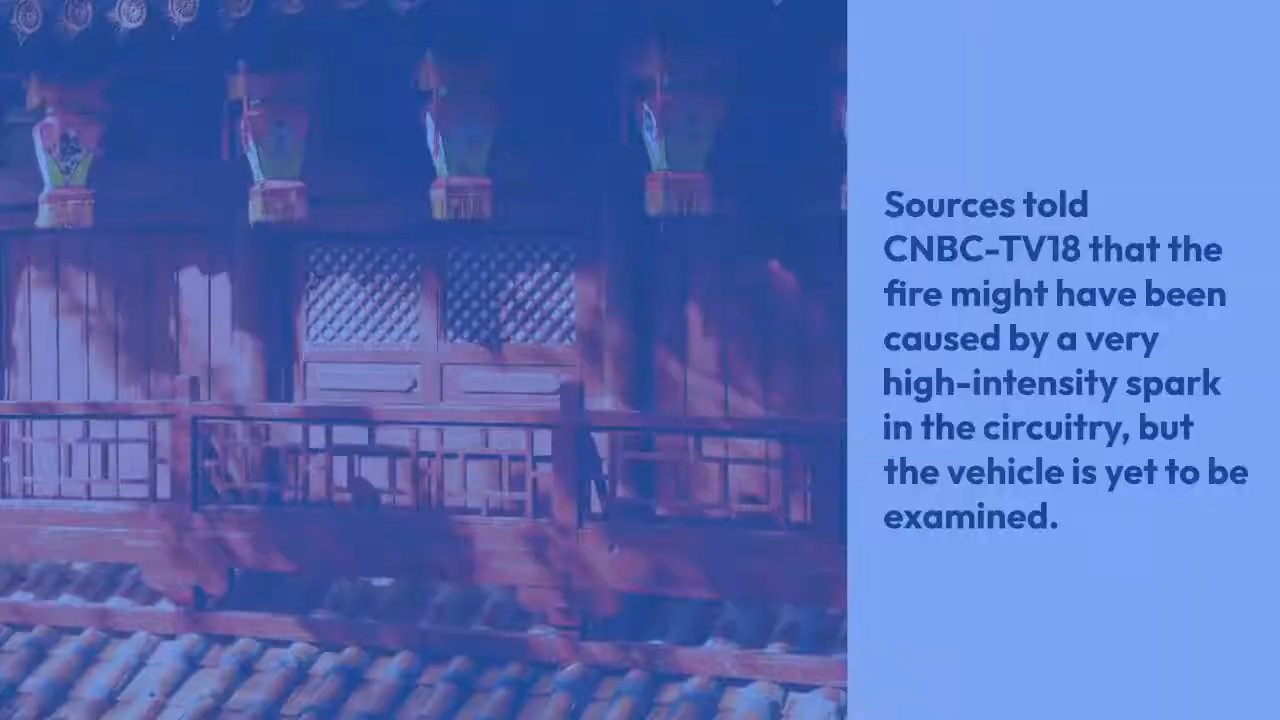 Sources told
CNBC-TV18 that the
fire might have been
caused by a very
high-intensity spark
in the circuitry, but
the vehicle is yet to be
examined.